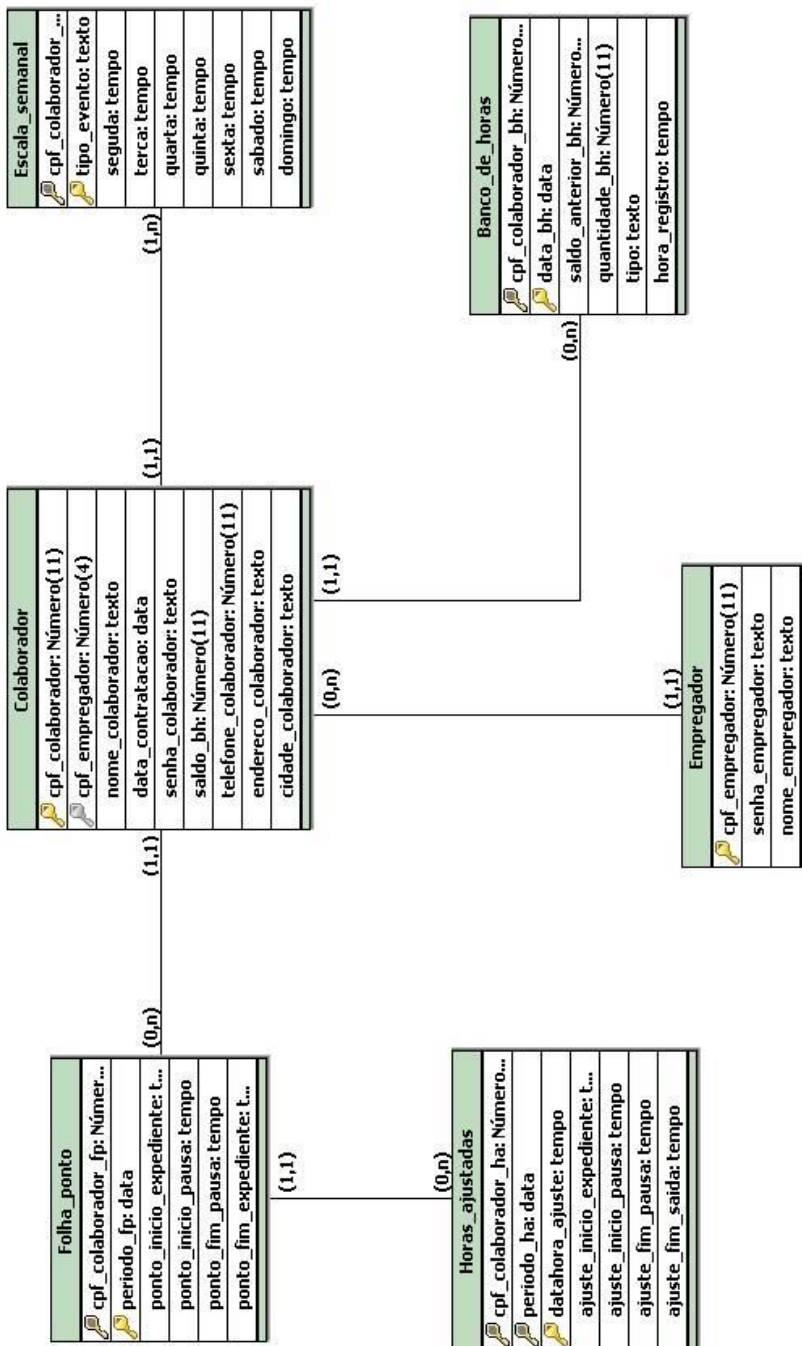 Folha_ponto
cpf_colaborador_fp: Númer...
periodo_fp: data
ponto_inicio_expediente: t...
ponto_inicio_pausa: tempo
ponto_fim_pausa: tempo
ponto_fim_expediente: t...
(0,n)
(1,1)
Colaborador
cpf_colaborador: Número(11)
cpf_empregador: Número(4)
nome_colaborador: texto
data_contratacao: data
senha_colaborador: texto
saldo_bh: Número(11)
telefone_colaborador: Número(11)
endereco_colaborador: texto
cidade_colaborador: texto
(1,1)
(1,n)
Escala_semanal
cpf_colaborador_...
tipo_evento: texto
seguda: tempo
terca: tempo
quarta: tempo
quinta: tempo
sexta: tempo
sabado: tempo
domingo: tempo
(1,1)
(0,n)
Horas_ajustadas
cpf_colaborador_ha: Número...
periodo_ha: data
datahora_ajuste: tempo
ajuste_inicio_expediente: t...
ajuste_inicio_pausa: tempo
ajuste_fim_pausa: tempo
ajuste_fim_saida: tempo
(0,n)
(1,1)
Empregador
cpf_empregador: Número(11)
senha_empregador: texto
nome_empregador: texto
(1,1)
(0,n)
Banco_de_horas
cpf_colaborador_bh: Número...
data_bh: data
saldo_anterior_bh: Número...
quantidade_bh: Número(11)
tipo: texto
hora_registro: tempo